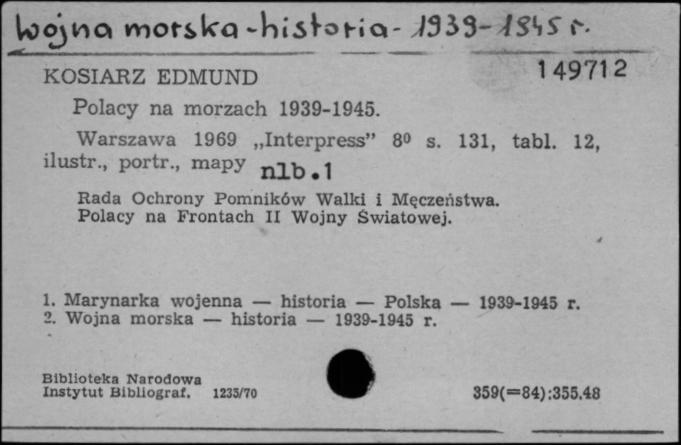 Wojna morska - historia - 1939-1945 r.
149712
KOSIARZ EDMUND
Polacy na morzach 1939-1945.
Warszawa 1969 „Interpress” 8⁰ s. 131, tabl. 12,
ilustr., portr., mapy nlb.1
Rada Ochrony Pomników Walki i Męczeństwa.
Polacy na Frontach II Wojny Światowej.
1. Marynarka wojenna — historia — Polska — 1939-1945 r.
2. Wojna morska — historia — 1939-1945 r.
Biblioteka Narodowa
Instytut Bibliograf. 1235/70
359(=84):355.48